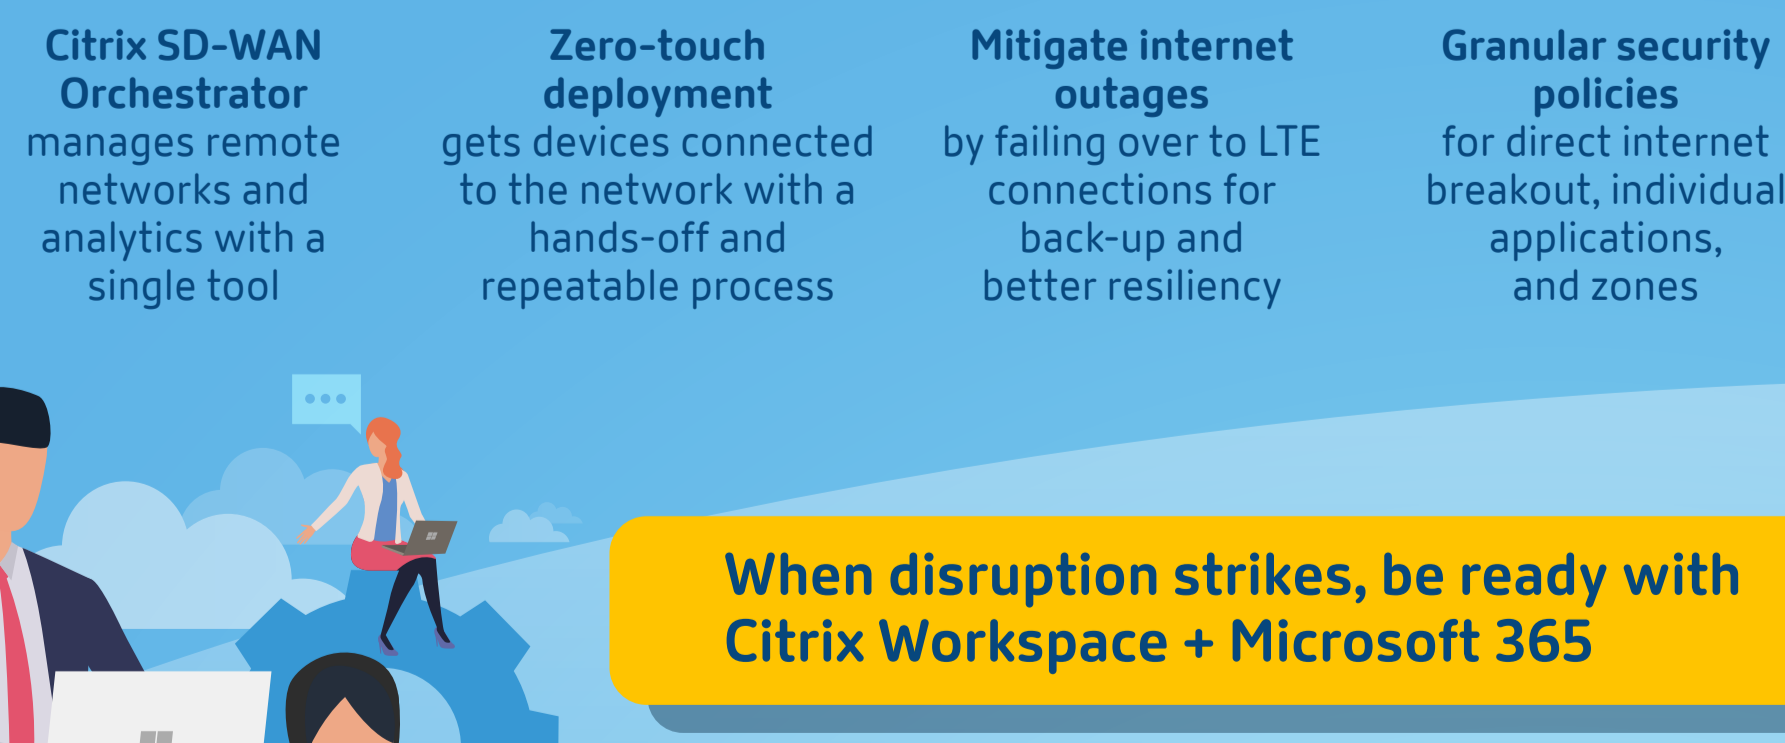 Citrix SD-WAN
Orchestrator
manages remote
networks and
analytics with a
single tool
Zero-touch
deployment
gets devices connected
to the network with a
hands-off and
repeatable process
Mitigate internet
outages
by failing over to LTE
connections for
back-up and
better resiliency
Granular security
policies
for direct internet
breakout, individual
applications,
and zones
When disruption strikes, be ready with
Citrix Workspace + Microsoft 365